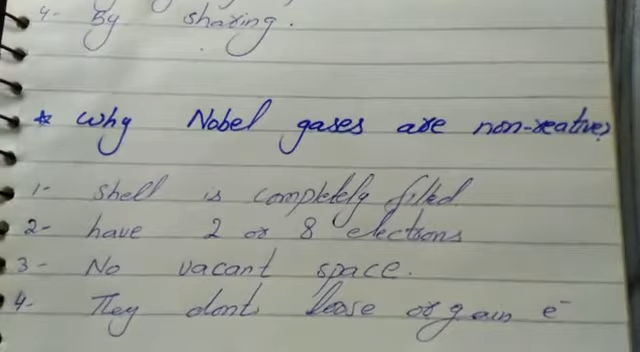 4- By sharing.
* Why Nobel gases are non-reative?
1- shell is completely filled
2- have 2 or 8 elections
3- No vacant space.
4- They dont loose or gain e⁻